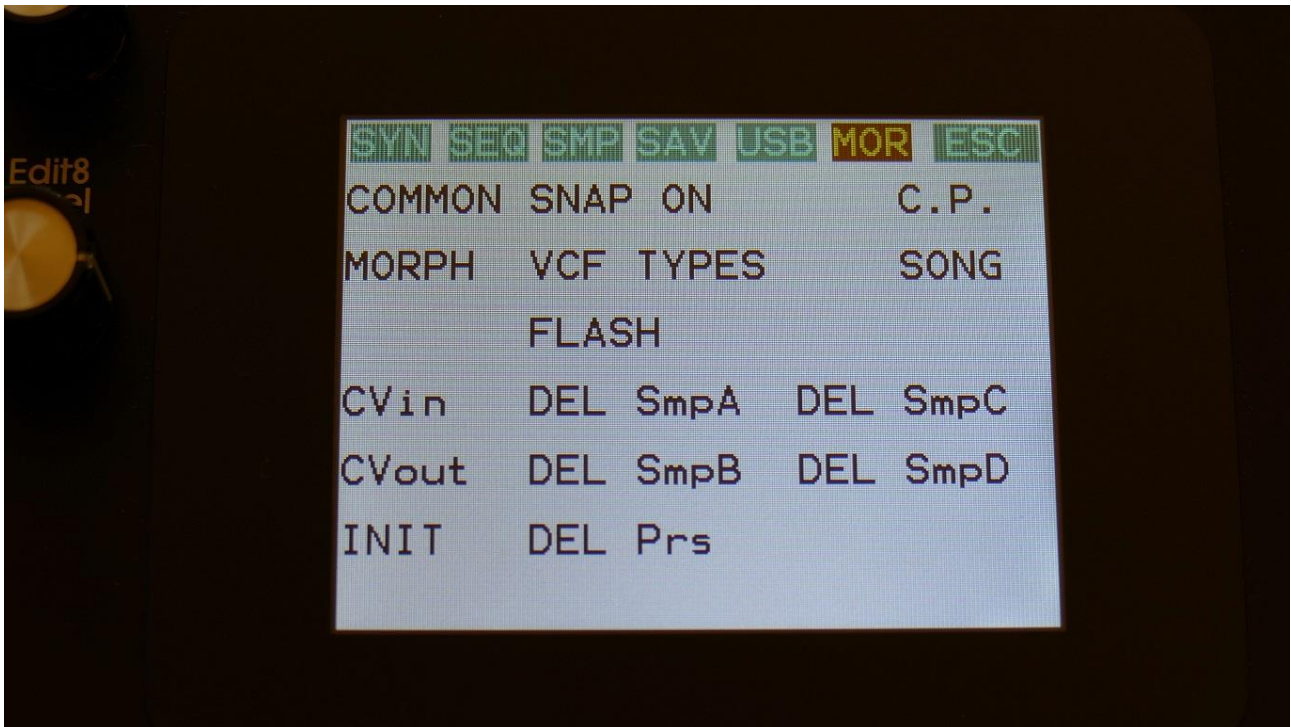 SYN SEQ SMP SAV USB MOR ESC
Edit8
COMMON SNAP ON C.P.
MORPH VCF TYPES SONG
FLASH
CVin DEL SmpA DEL SmpC
CVout DEL SmpB DEL SmpD
INIT DEL Prs